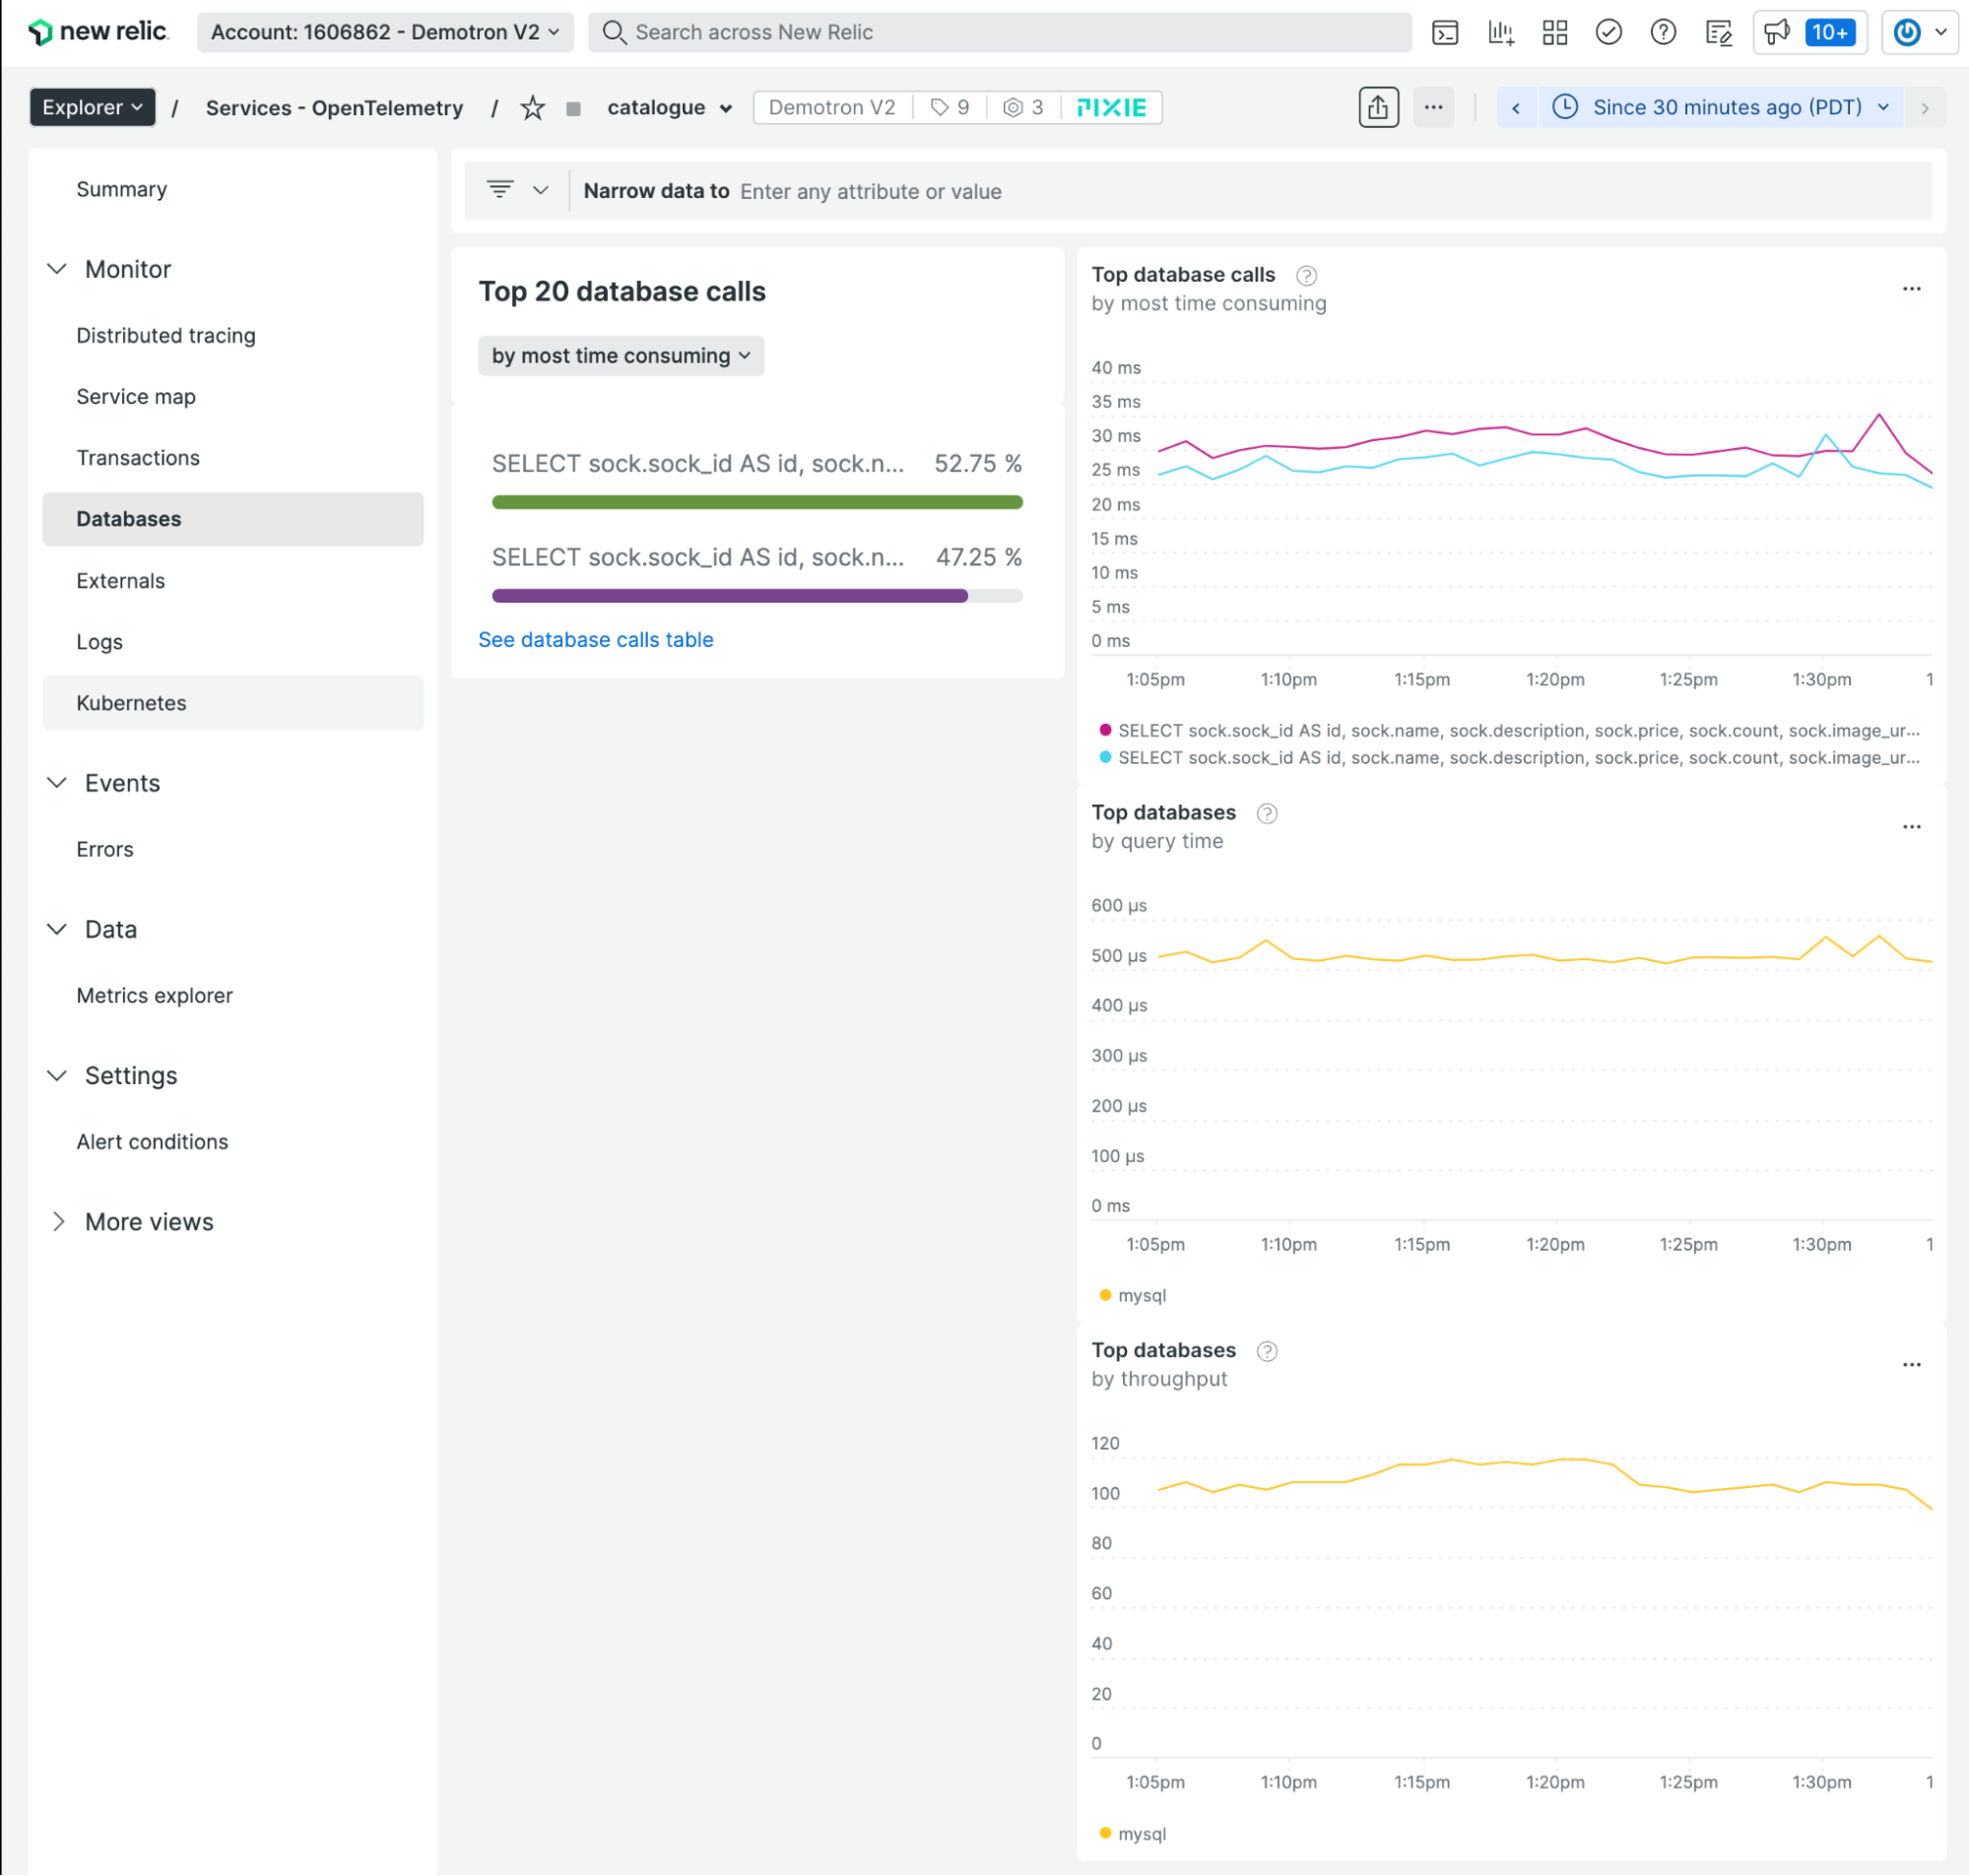 new relic.
Account: 1606862 - Demotron V2
Search across New Relic
10+
Explorer / Services - OpenTelemetry / catalogue
Demotron V2 9 3 PIXIE
Since 30 minutes ago (PDT)
Summary
Monitor
Distributed tracing
Service map
Transactions
Databases
Externals
Logs
Kubernetes
Events
Errors
Data
Metrics explorer
Settings
Alert conditions
More views
Narrow data to Enter any attribute or value
Top 20 database calls
by most time consuming
SELECT sock.sock_id AS id, sock.n... 52.75 %
SELECT sock.sock_id AS id, sock.n... 47.25 %
See database calls table
Top database calls
by most time consuming
40 ms
35 ms
30 ms
25 ms
20 ms
15 ms
10 ms
5 ms
0 ms
1:05pm 1:10pm 1:15pm 1:20pm 1:25pm 1:30pm 1
SELECT sock.sock_id AS id, sock.name, sock.description, sock.price, sock.count, sock.image_ur...
SELECT sock.sock_id AS id, sock.name, sock.description, sock.price, sock.count, sock.image_ur...
Top databases
by query time
600 µs
500 µs
400 µs
300 µs
200 µs
100 µs
0 ms
1:05pm 1:10pm 1:15pm 1:20pm 1:25pm 1:30pm 1
mysql
Top databases
by throughput
120
100
80
60
40
20
0
1:05pm 1:10pm 1:15pm 1:20pm 1:25pm 1:30pm 1
mysql